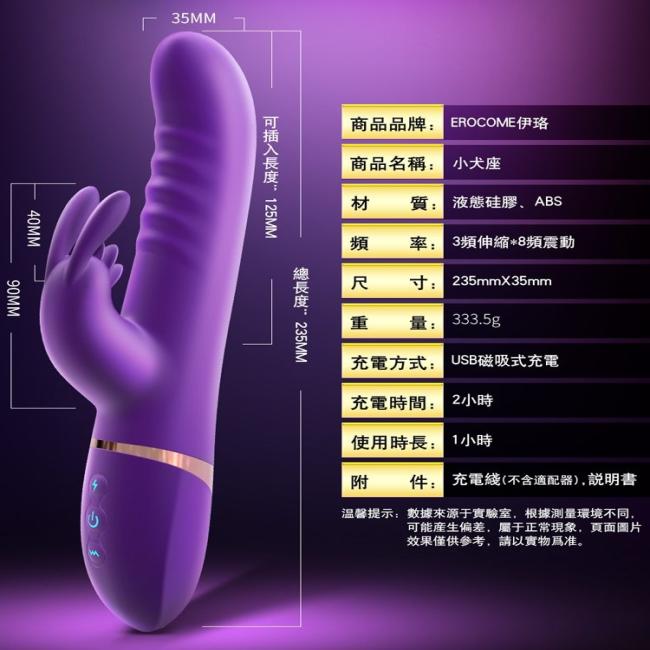 35MM
可插入長度：125MM
40MM
90MM
總長度：235MM
商品品牌：EROCOME伊珞
商品名稱：小犬座
材質：液態硅膠、ABS
頻率：3頻伸縮*8頻震動
尺寸：235mmX35mm
重量：333.5g
充電方式：USB磁吸式充電
充電時間：2小時
使用時長：1小時
附件：充電綫(不含適配器),説明書
溫馨提示：數據來源于實驗室，根據測量環境不同，
可能産生偏差，屬于正常現象，頁面圖片
效果僅供參考，請以實物爲准。